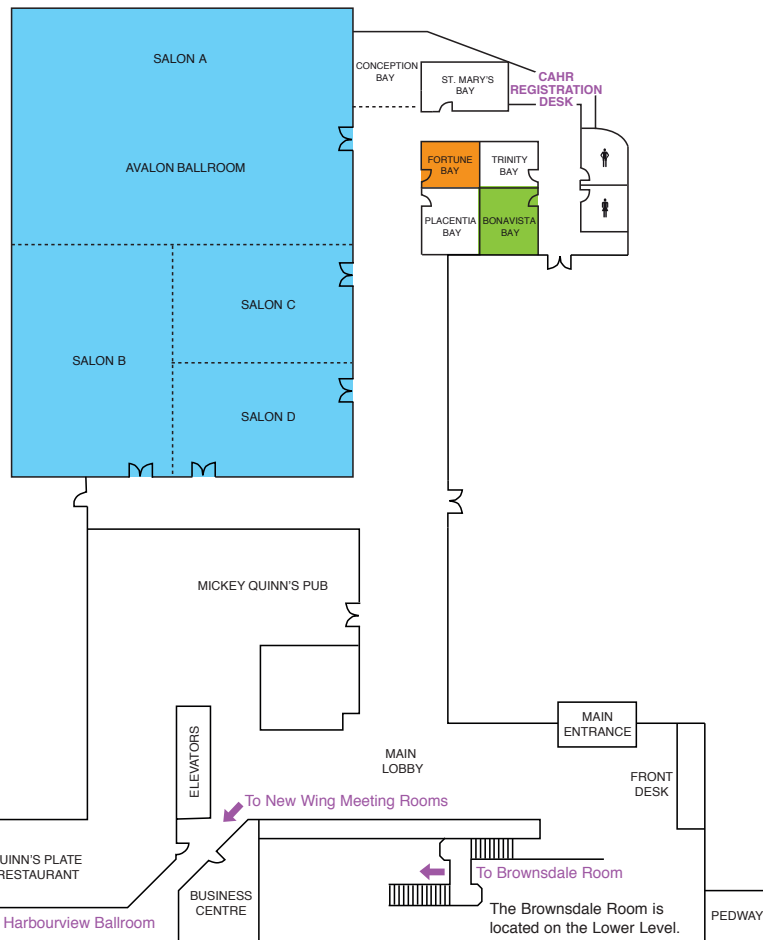 SALON A
CONCEPTION
BAY
ST. MARY'S
BAY
CAHR
REGISTRATION
DESK
AVALON BALLROOM
FORTUNE
BAY
TRINITY
BAY
PLACENTIA
BAY
BONAVISTA
BAY
SALON C
SALON B
SALON D
MICKEY QUINN'S PUB
ELEVATORS
MAIN
LOBBY
MAIN
ENTRANCE
FRONT
DESK
To New Wing Meeting Rooms
UINN'S PLATE
RESTAURANT
BUSINESS
CENTRE
Harbourview Ballroom
To Brownsdale Room
The Brownsdale Room is
located on the Lower Level.
PEDWAY